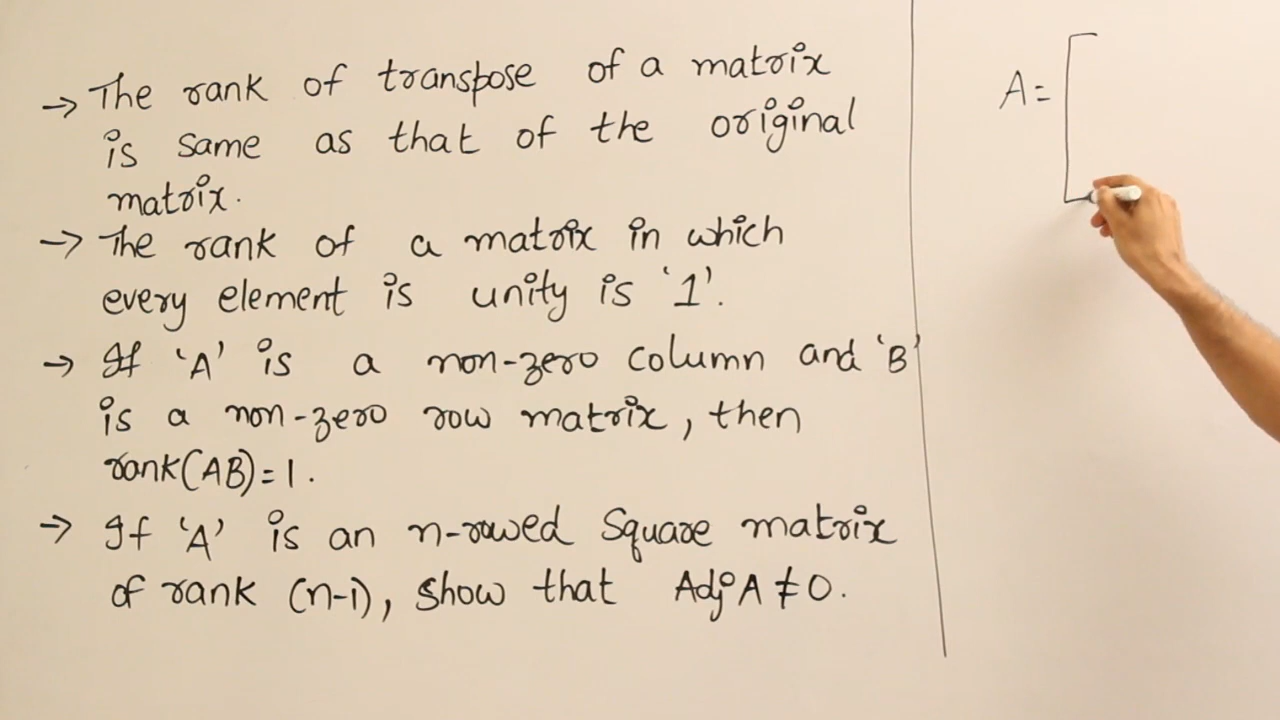 → The rank of transpose of a matrix
is same as that of the original
matrix.
→ The rank of a matrix in which
every element is unity is '1'.
→ If 'A' is a non-zero column and 'B'
is a non-zero row matrix, then
rank(AB)=1.
→ If 'A' is an n-rowed Square matrix
of rank (n-1), show that Adj A ≠ 0.
A= [